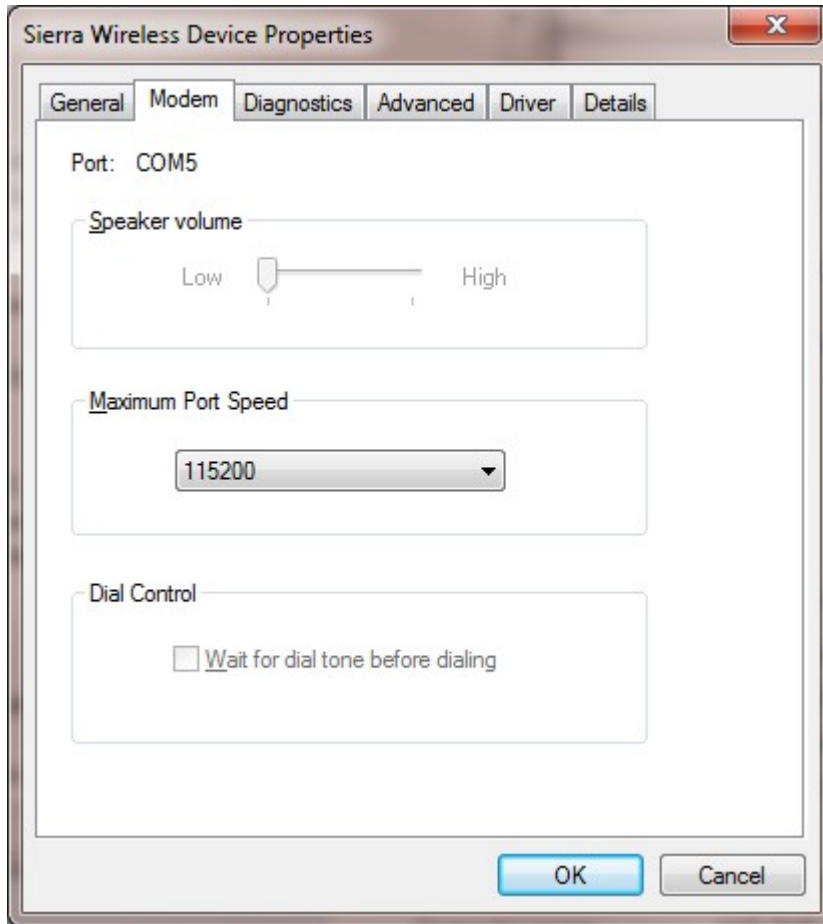 Sierra Wireless Device Properties
General Modem Diagnostics Advanced Driver Details
Port: COM5
Speaker volume
Low High
Maximum Port Speed
115200
Dial Control
Wait for dial tone before dialing
OK Cancel